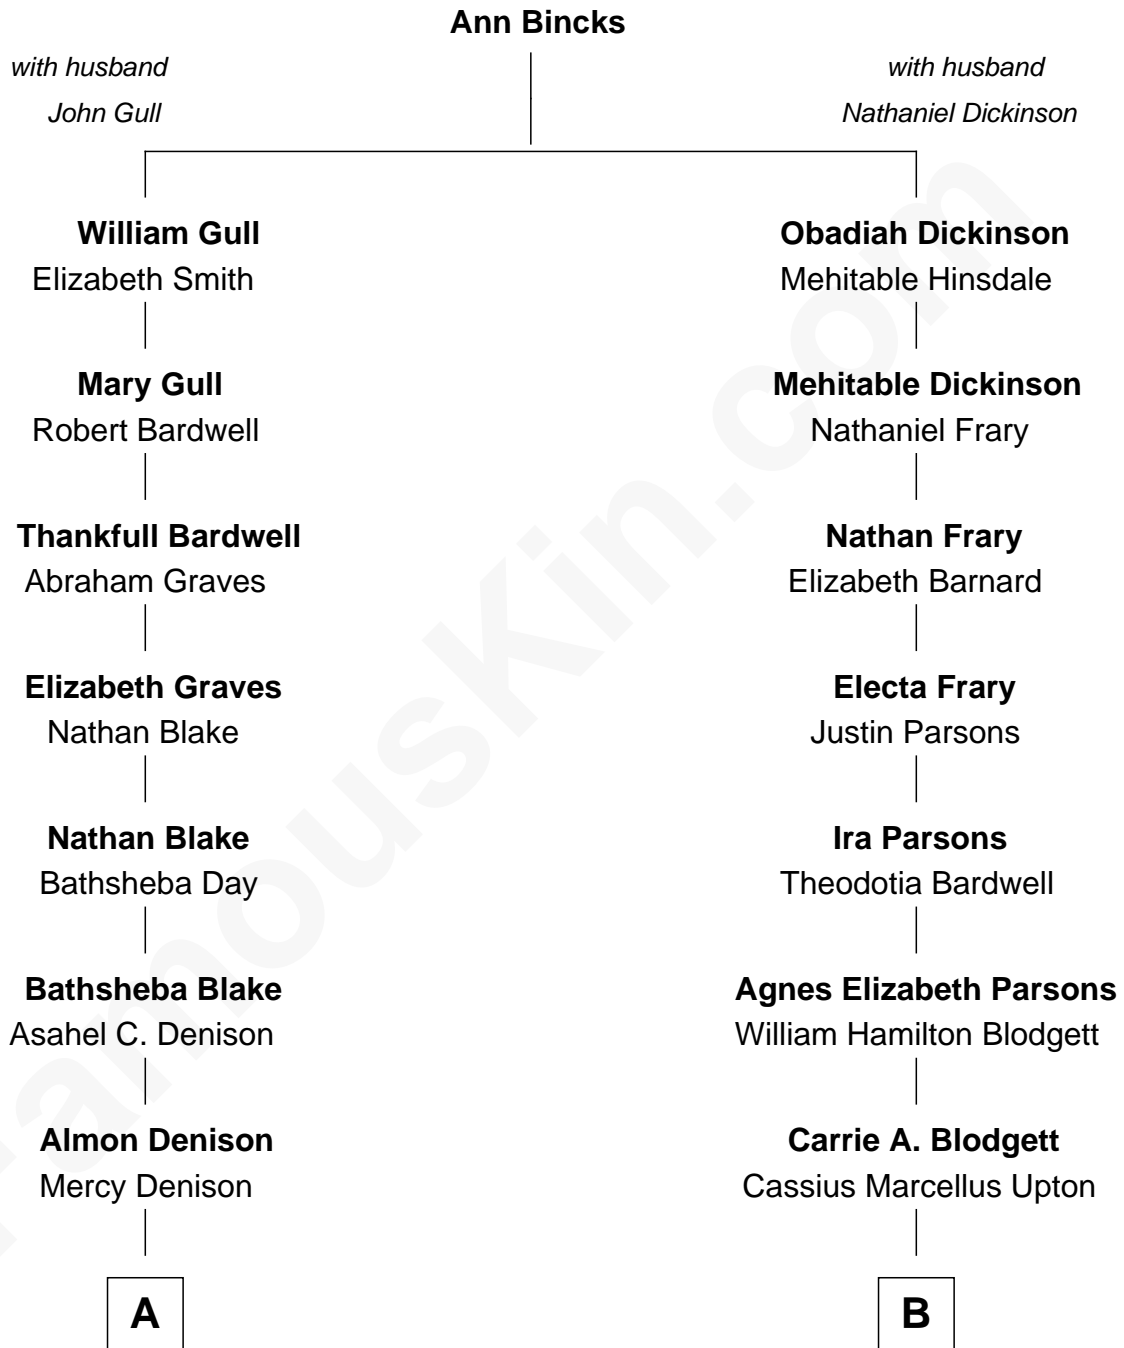 Ann Bincks
with husband
John Gull
with husband
Nathaniel Dickinson
William Gull
Elizabeth Smith
Obadiah Dickinson
Mehitable Hinsdale
Mary Gull
Robert Bardwell
Mehitable Dickinson
Nathaniel Frary
Thankfull Bardwell
Abraham Graves
Nathan Frary
Elizabeth Barnard
Elizabeth Graves
Nathan Blake
Electa Frary
Justin Parsons
Nathan Blake
Bathsheba Day
Ira Parsons
Theodotia Bardwell
Bathsheba Blake
Asahel C. Denison
Agnes Elizabeth Parsons
William Hamilton Blodgett
Almon Denison
Mercy Denison
Carrie A. Blodgett
Cassius Marcellus Upton
A
B
FamousKin.com